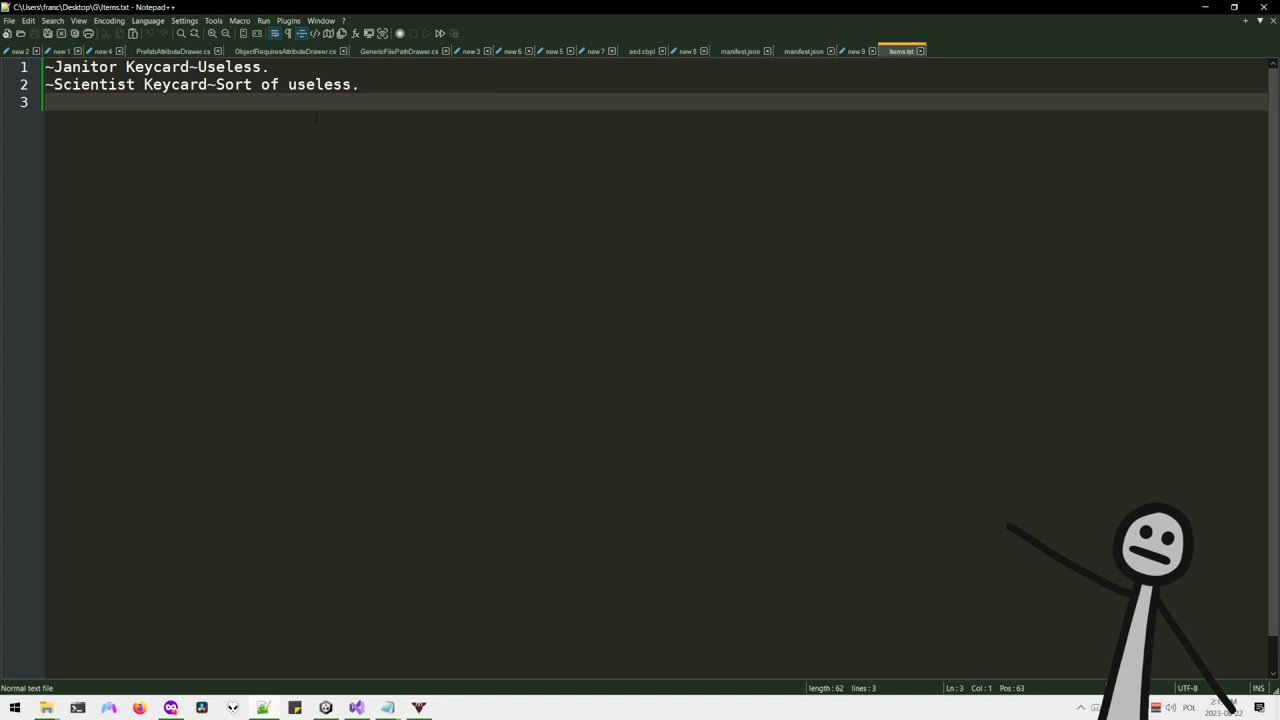 C:\Users\franc\Desktop\G\Items.txt - Notepad++
File Edit Search View Encoding Language Settings Tools Macro Run Plugins Window ?
new 2 new 1 new 4 PrefabAttributeDrawer.cs ObjectRequiresAttributeDrawer.cs GenericFilePathDrawer.cs new 3 new 6 new 5 new 7 asd.cbpl new 8 manifest.json manifest.json new 9 Items.txt
1 ~Janitor Keycard~Useless.
2 ~Scientist Keycard~Sort of useless.
3
Normal text file length : 62 lines : 3 Ln : 3 Col : 1 Pos : 63 UTF-8 INS
POL